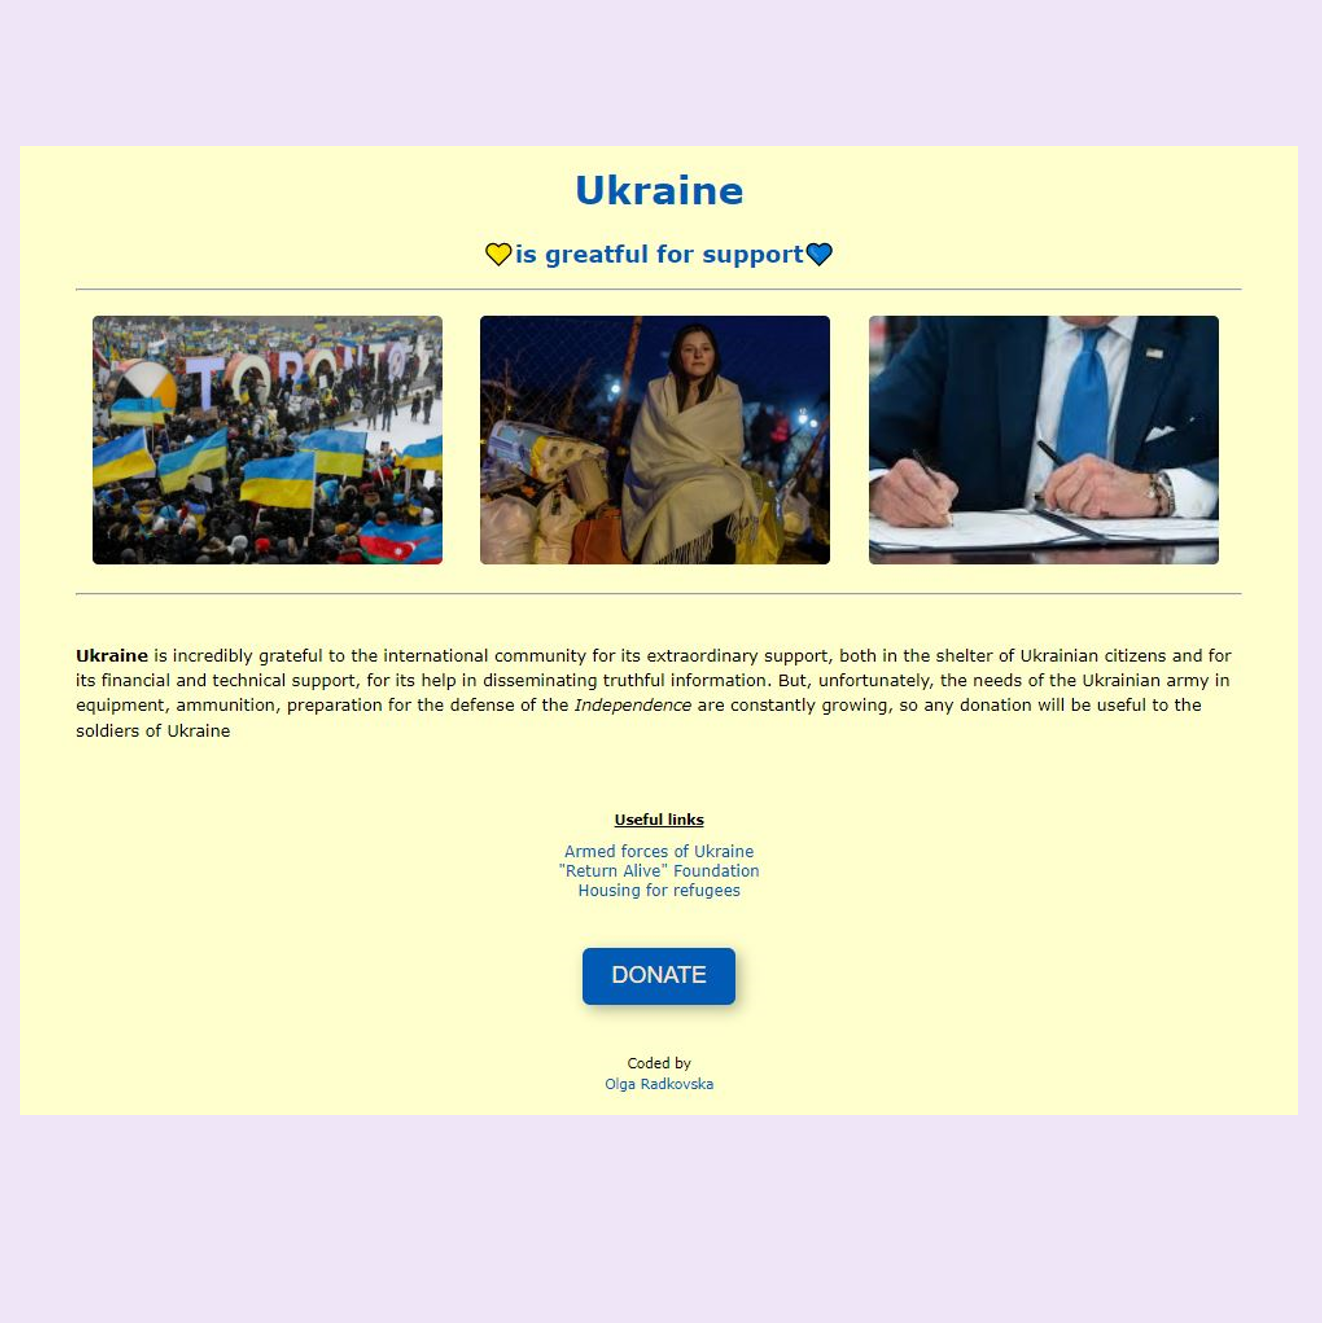 Ukraine
💛is greatful for support💙
TORONTO
Ukraine is incredibly grateful to the international community for its extraordinary support, both in the shelter of Ukrainian citizens and for
its financial and technical support, for its help in disseminating truthful information. But, unfortunately, the needs of the Ukrainian army in
equipment, ammunition, preparation for the defense of the Independence are constantly growing, so any donation will be useful to the
soldiers of Ukraine
Useful links
Armed forces of Ukraine
"Return Alive" Foundation
Housing for refugees
DONATE
Coded by
Olga Radkovska